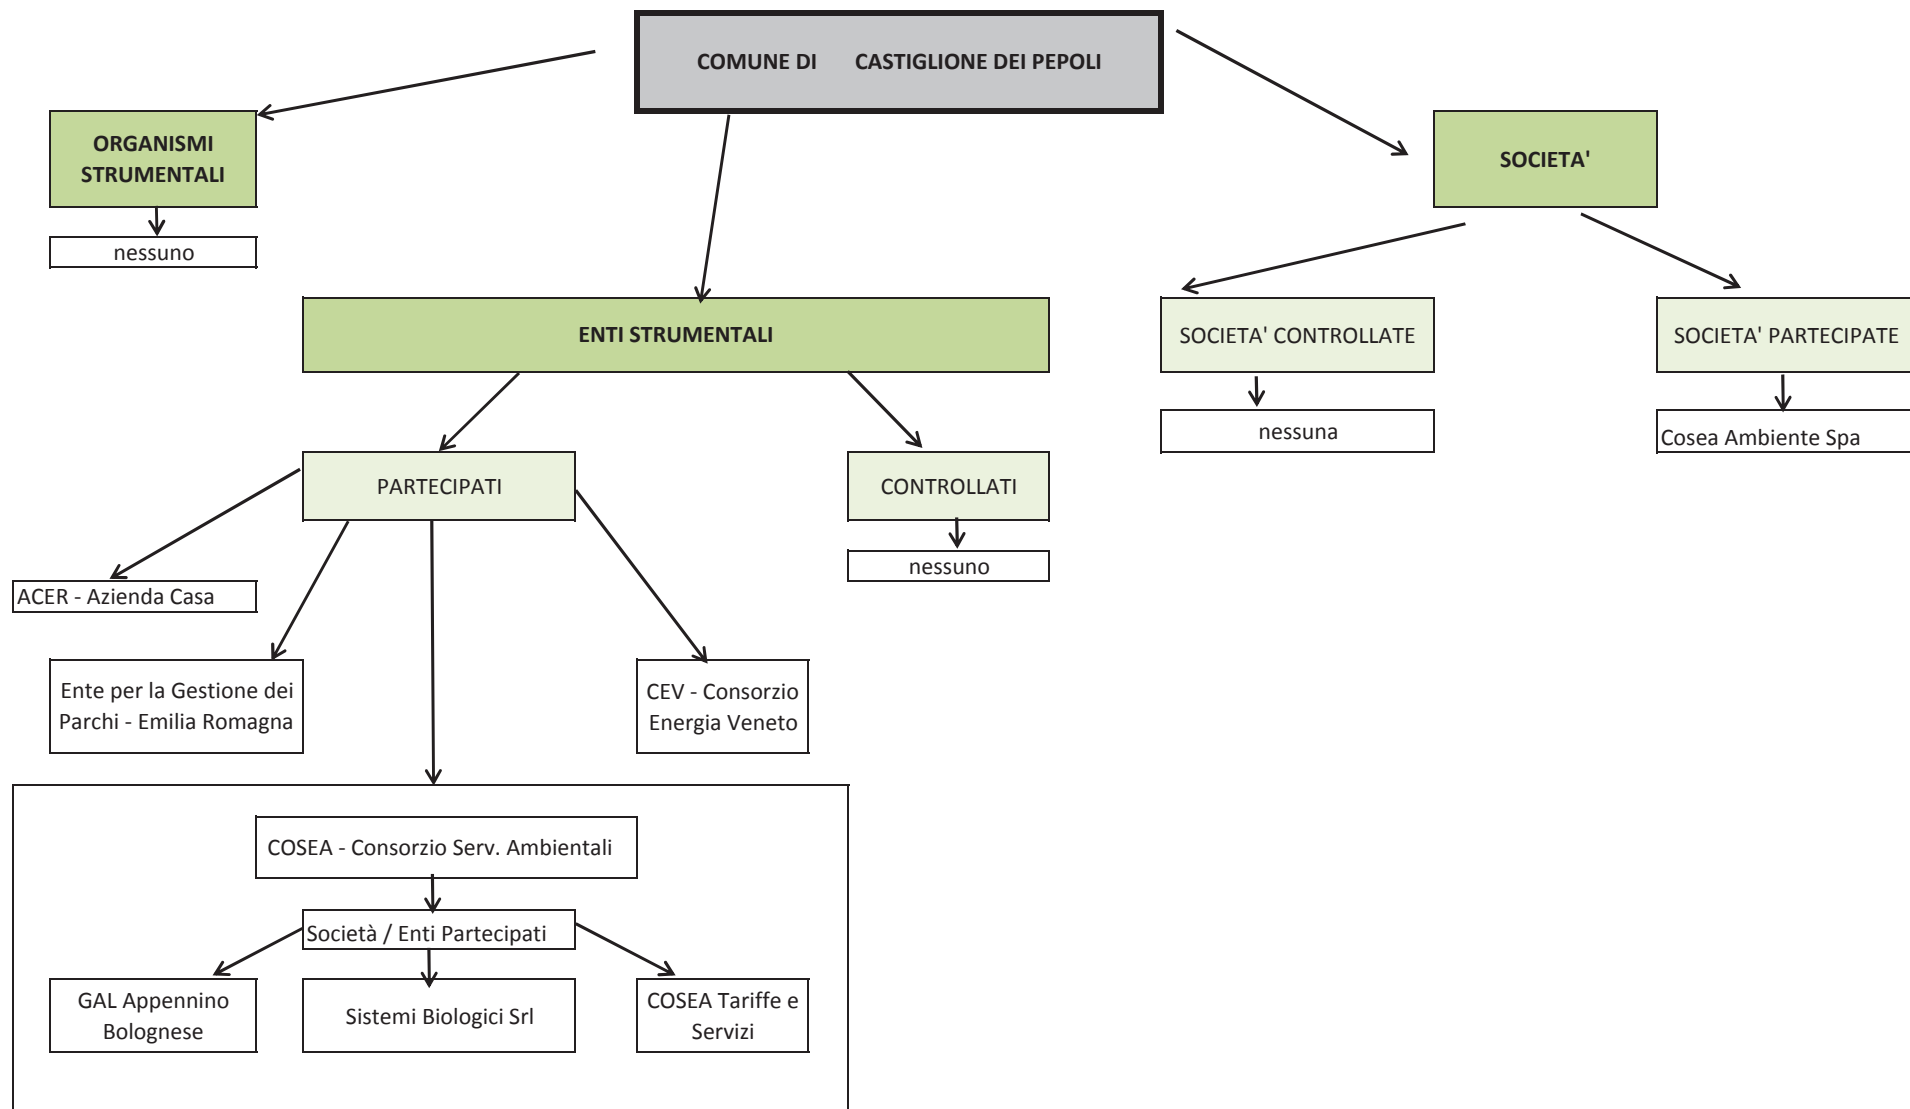 COMUNE DI CASTIGLIONE DEI PEPOLI
ORGANISMI
STRUMENTALI
SOCIETA'
nessuno
ENTI STRUMENTALI
SOCIETA' CONTROLLATE
SOCIETA' PARTECIPATE
nessuna
Cosea Ambiente Spa
PARTECIPATI
CONTROLLATI
nessuno
ACER - Azienda Casa
Ente per la Gestione dei
Parchi - Emilia Romagna
CEV - Consorzio
Energia Veneto
COSEA - Consorzio Serv. Ambientali
Società / Enti Partecipati
GAL Appennino
Bolognese
Sistemi Biologici Srl
COSEA Tariffe e
Servizi